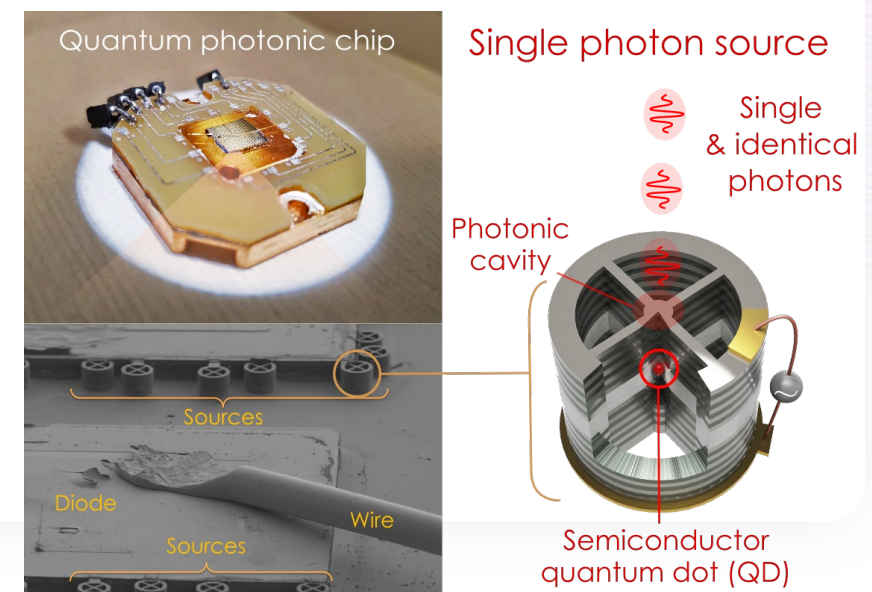 Quantum photonic chip
Single photon source
Single
& identical
photons
Photonic
cavity
Sources
Diode
Wire
Sources
Semiconductor
quantum dot (QD)